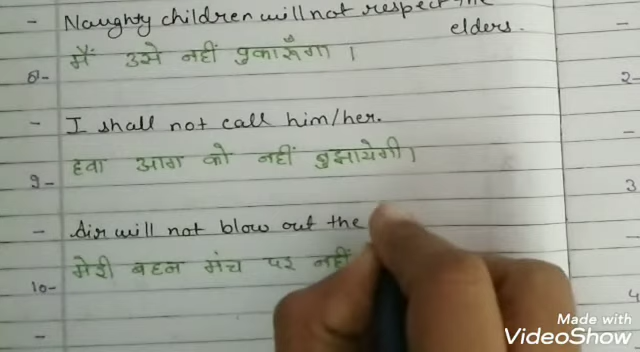 - Naughty children will not respect the
elders.
8- मैं उसे नहीं पुकारूँगा ।
- I shall not call him/her.
9- हवा आग को नहीं बुझायेगी।
- Air will not blow out the
10- मेरी बहन मंच पर नहीं
-
-
2-
-
3
-
4
Made with
VideoShow